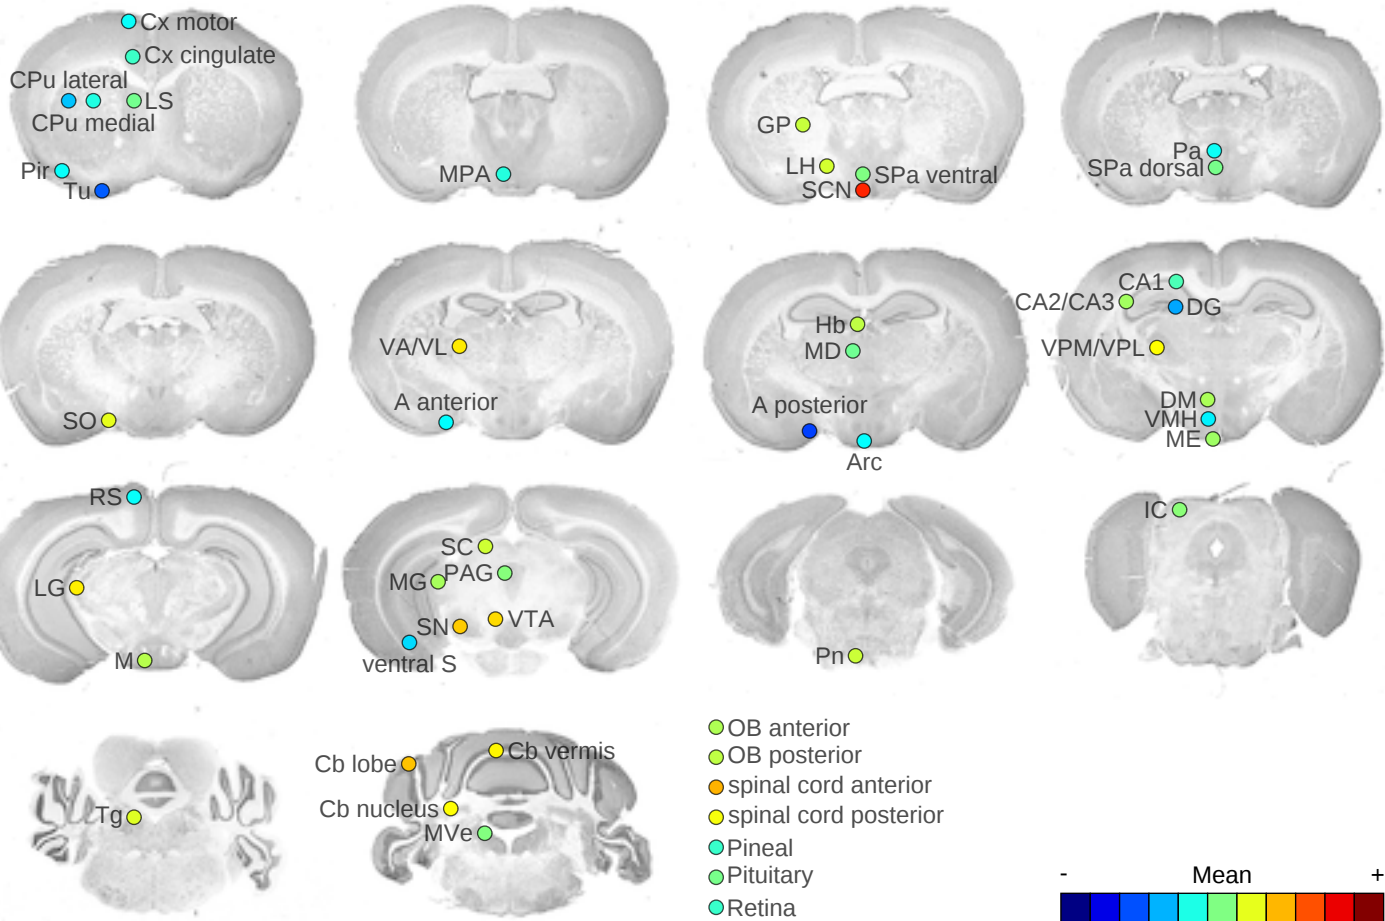 Cx motor
Cx cingulate
CPu lateral
LS
CPu medial
Pir
Tu
MPA
GP
LH
SPa ventral
SCN
Pa
SPa dorsal
SO
VA/VL
A anterior
Hb
MD
A posterior
Arc
CA1
CA2/CA3
DG
VPM/VPL
DM
VMH
ME
RS
LG
M
SC
MG
PAG
SN
VTA
ventral S
Pn
IC
Tg
Cb lobe
Cb vermis
Cb nucleus
MVe
OB anterior
OB posterior
spinal cord anterior
spinal cord posterior
Pineal
Pituitary
Retina
- Mean +